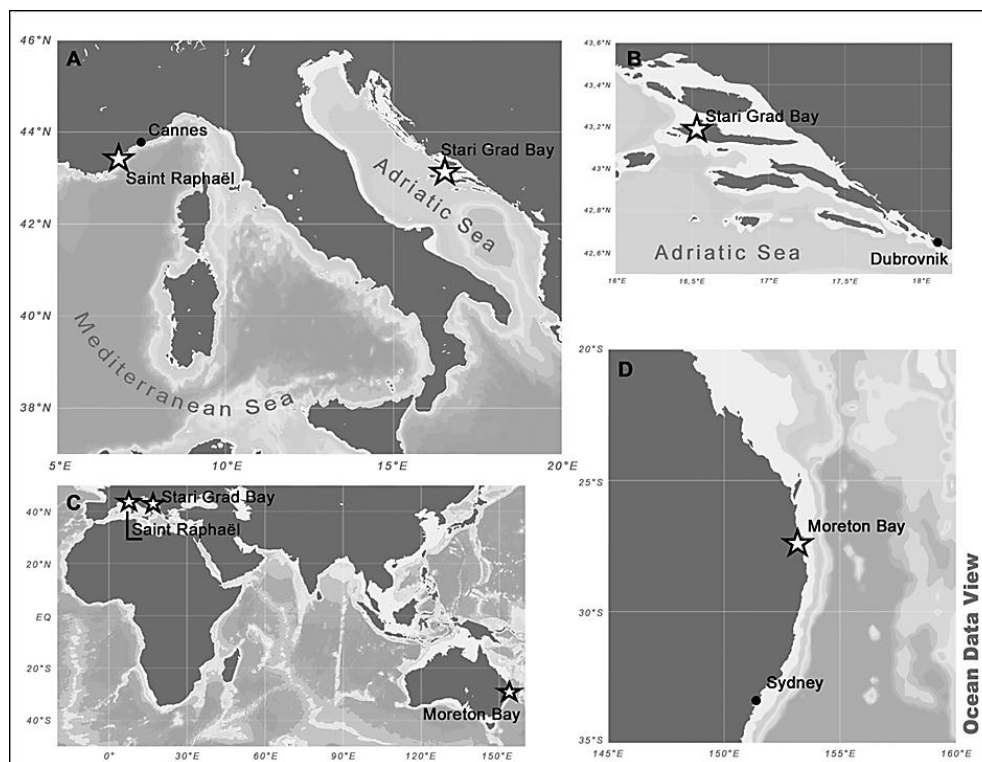 A
46°N
44°N
42°N
40°N
38°N
5°E
10°E
15°E
20°E
Cannes
Saint Raphaël
Stari Grad Bay
Adriatic Sea
Mediterranean Sea
B
43,6°N
43,4°N
43,2°N
43°N
42,8°N
42,6°N
16°E
16,5°E
17°E
17,5°E
18°E
Stari Grad Bay
Adriatic Sea
Dubrovnik
C
40°N
20°N
EQ
20°S
40°S
0°
30°E
60°E
90°E
120°E
150°E
Stari Grad Bay
Saint Raphaël
Moreton Bay
D
20°S
25°S
30°S
35°S
145°E
150°E
155°E
160°E
Moreton Bay
Sydney
Ocean Data View